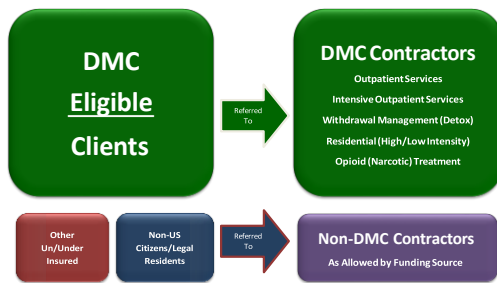 DMC
Eligible
Clients
Referred
To
DMC Contractors
Outpatient Services
Intensive Outpatient Services
Withdrawal Management (Detox)
Residential (High/Low Intensity)
Opioid (Narcotic) Treatment
Other
Un/Under
Insured
Non-US
Citizens/Legal
Residents
Referred
To
Non-DMC Contractors
As Allowed by Funding Source